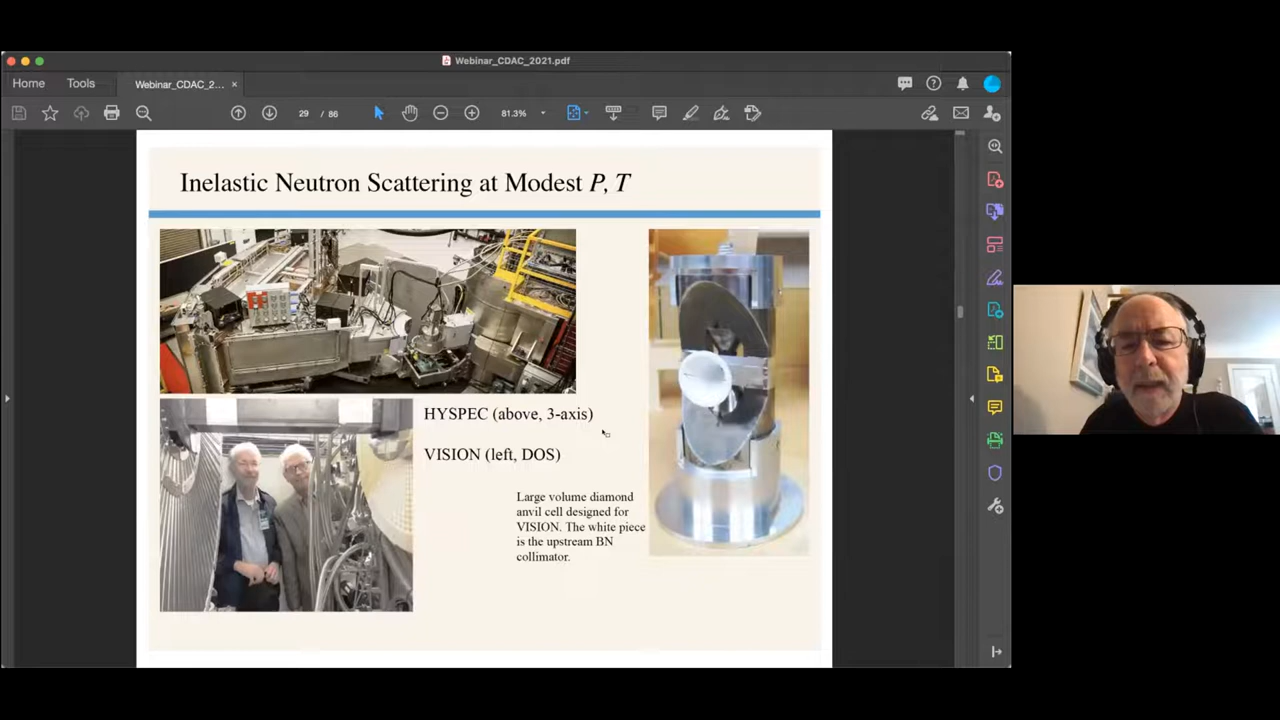 Webinar_CDAC_2021.pdf
Home
Tools
Webinar_CDAC_2... ×
29 / 86
81.3%
Inelastic Neutron Scattering at Modest P, T
HYSPEC (above, 3-axis)
VISION (left, DOS)
Large volume diamond
anvil cell designed for
VISION. The white piece
is the upstream BN
collimator.